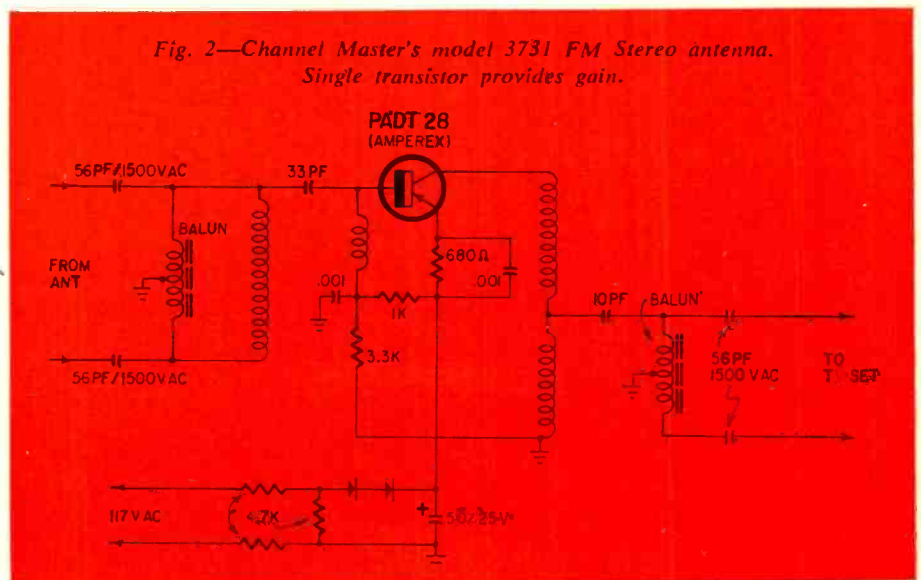 Fig. 2—Channel Master's model 3731 FM Stereo antenna.
Single transistor provides gain.
PADT 28
(AMPEREX)
56PF/1500VAC
33PF
BALUN
680Ω
.001
FROM
ANT
.001
1K
10PF
BALUN
3.3K
56PF
1500 VAC
TO
SET
56PF/1500VAC
117 VAC
4.7K
+